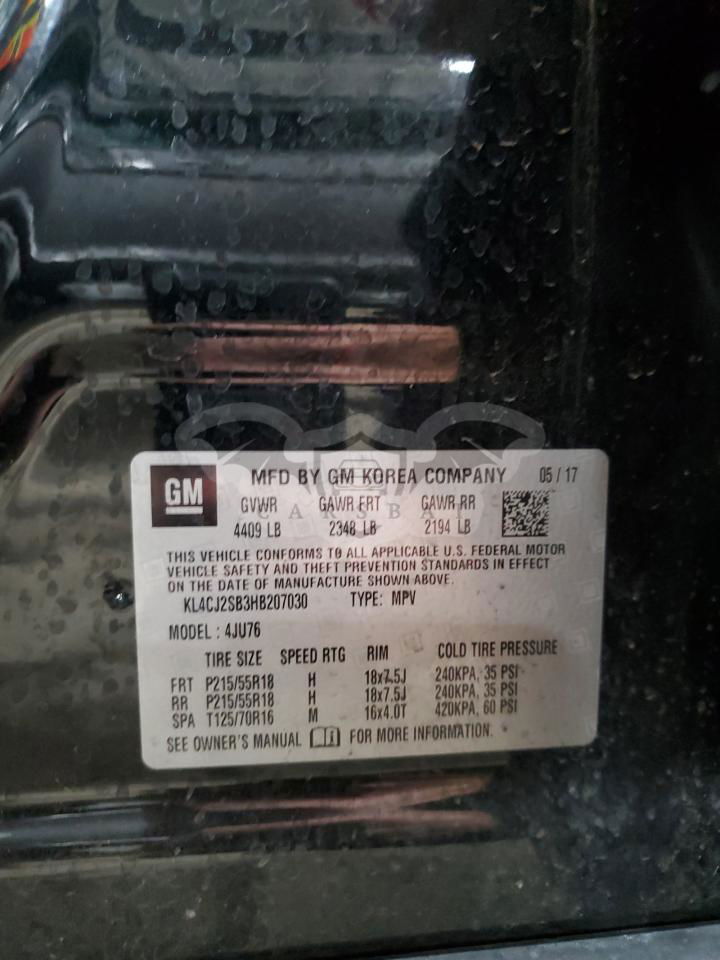 GM MFD BY GM KOREA COMPANY 05 / 17
GVWR GAWR FRT GAWR RR
4409 LB 2348 LB 2194 LB
CARSBAT
THIS VEHICLE CONFORMS TO ALL APPLICABLE U.S. FEDERAL MOTOR
VEHICLE SAFETY AND THEFT PREVENTION STANDARDS IN EFFECT
ON THE DATE OF MANUFACTURE SHOWN ABOVE.
KL4CJ2SB3HB207030 TYPE: MPV
MODEL : 4JU76
TIRE SIZE SPEED RTG RIM COLD TIRE PRESSURE
FRT P215/55R18 H 18x7.5J 240KPA, 35 PSI
RR P215/55R18 H 18x7.5J 240KPA, 35 PSI
SPA T125/70R16 M 16x4.0T 420KPA, 60 PSI
SEE OWNER'S MANUAL FOR MORE INFORMATION.